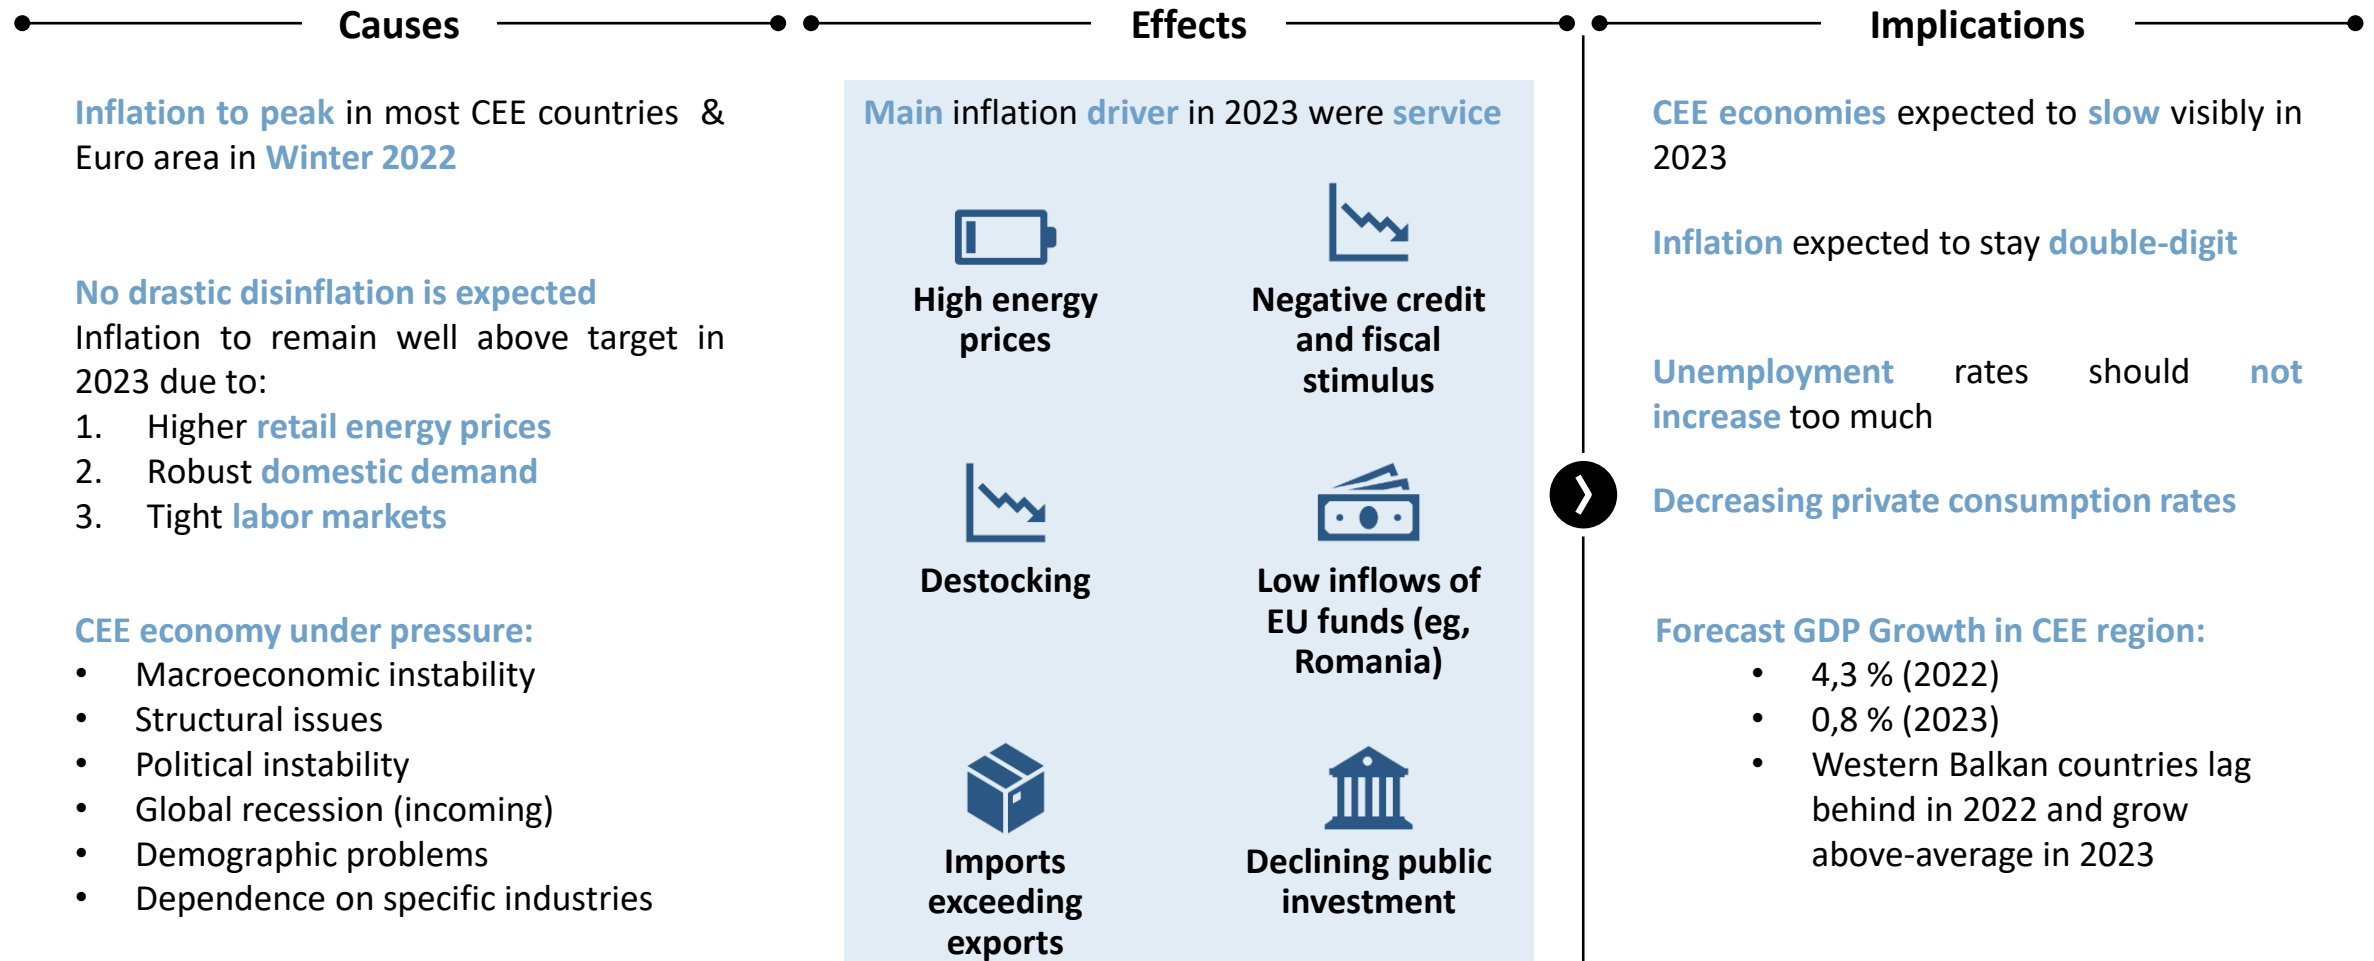 Causes
Inflation to peak in most CEE countries & 
Euro area in Winter 2022
No drastic disinflation is expected
Inflation to remain well above target in
2023 due to:
1. Higher retail energy prices
2. Robust domestic demand
3. Tight labor markets
CEE economy under pressure:
• Macroeconomic instability
• Structural issues
• Political instability
• Global recession (incoming)
• Demographic problems
• Dependence on specific industries
Effects
Main inflation driver in 2023 were service
High energy
prices
Negative credit
and fiscal
stimulus
Destocking
Low inflows of
EU funds (eg,
Romania)
Imports
exceeding
exports
Declining public
investment
Implications
CEE economies expected to slow visibly in
2023
Inflation expected to stay double-digit
Unemployment rates should not
increase too much
Decreasing private consumption rates
Forecast GDP Growth in CEE region:
• 4,3 % (2022)
• 0,8 % (2023)
• Western Balkan countries lag
behind in 2022 and grow
above-average in 2023